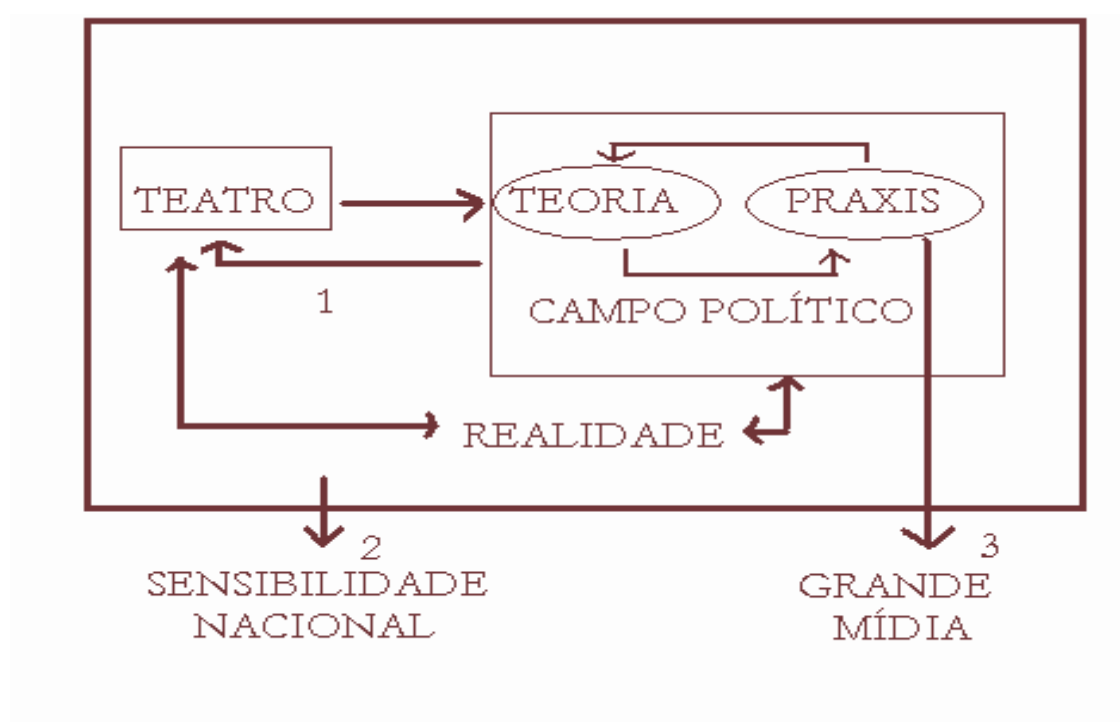 TEATRO
TEORIA
PRAXIS
1
CAMPO POLÍTICO
REALIDADE
2
SENSIBILIDADE
NACIONAL
3
GRANDE
MÍDIA